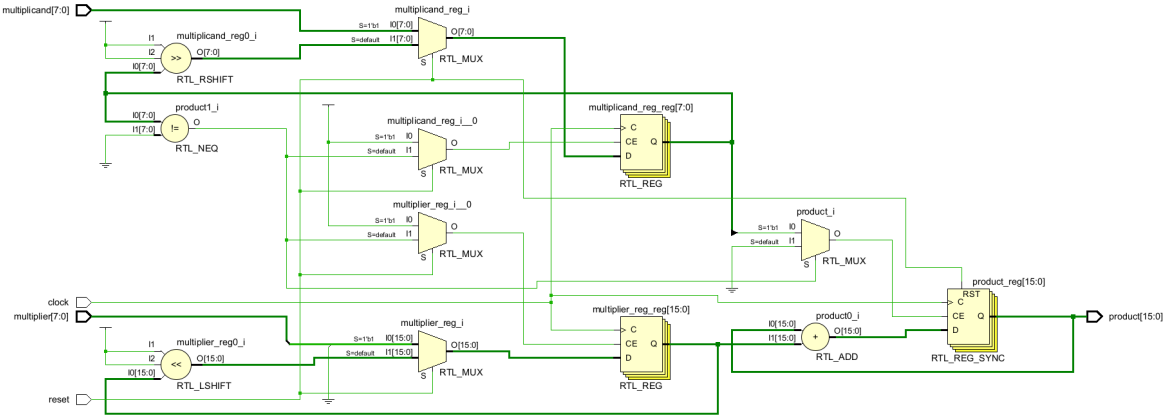 multiplicand[7:0]
multiplicand_reg_i
S=1'b1 I0[7:0]
S=default I1[7:0]
O[7:0]
S
RTL_MUX
multiplicand_reg0_i
I1
I2
I0[7:0]
>>
O[7:0]
RTL_RSHIFT
product1_i
I0[7:0]
I1[7:0]
!=
O
RTL_NEQ
multiplicand_reg_i__0
S=1'b1 I0
S=default I1
O
S
RTL_MUX
multiplicand_reg_reg[7:0]
C
CE
D
Q
RTL_REG
multiplier_reg_i__0
S=1'b1 I0
S=default I1
O
S
RTL_MUX
product_i
S=1'b1 I0
S=default I1
O
S
RTL_MUX
clock
multiplier[7:0]
multiplier_reg0_i
I1
I2
I0[15:0]
<<
O[15:0]
RTL_LSHIFT
reset
multiplier_reg_i
S=1'b1 I0[15:0]
S=default I1[15:0]
O[15:0]
S
RTL_MUX
multiplier_reg_reg[15:0]
C
CE
D
Q
RTL_REG
product0_i
I0[15:0]
I1[15:0]
+
O[15:0]
RTL_ADD
product_reg[15:0]
RST
C
CE
D
Q
RTL_REG_SYNC
product[15:0]